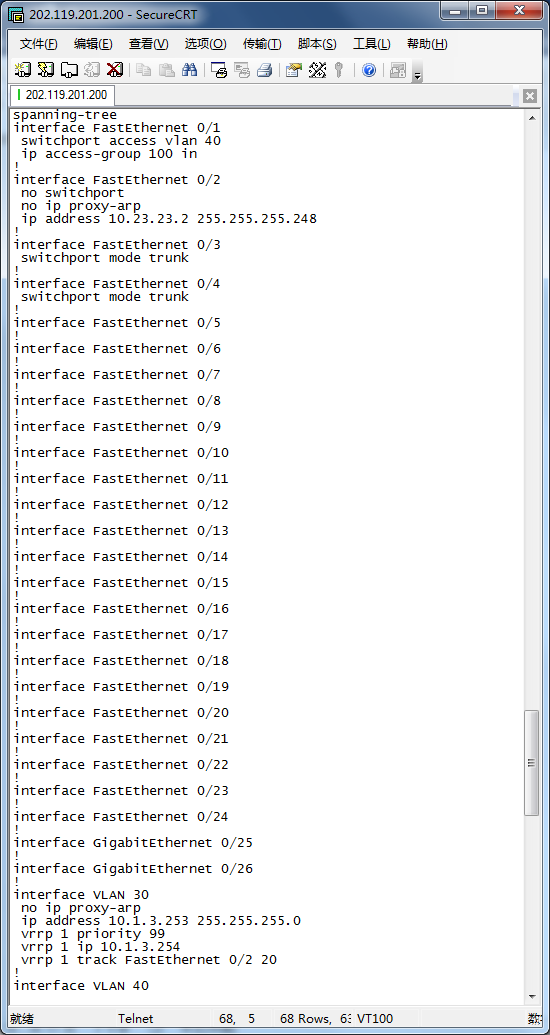 202.119.201.200 - SecureCRT
文件(F) 编辑(E) 查看(V) 选项(O) 传输(T) 脚本(S) 工具(L) 帮助(H)
202.119.201.200
spanning-tree
interface FastEthernet 0/1
 switchport access vlan 40
 ip access-group 100 in
!
interface FastEthernet 0/2
 no switchport
 no ip proxy-arp
 ip address 10.23.23.2 255.255.255.248
!
interface FastEthernet 0/3
 switchport mode trunk
!
interface FastEthernet 0/4
 switchport mode trunk
!
interface FastEthernet 0/5
!
interface FastEthernet 0/6
!
interface FastEthernet 0/7
!
interface FastEthernet 0/8
!
interface FastEthernet 0/9
!
interface FastEthernet 0/10
!
interface FastEthernet 0/11
!
interface FastEthernet 0/12
!
interface FastEthernet 0/13
!
interface FastEthernet 0/14
!
interface FastEthernet 0/15
!
interface FastEthernet 0/16
!
interface FastEthernet 0/17
!
interface FastEthernet 0/18
!
interface FastEthernet 0/19
!
interface FastEthernet 0/20
!
interface FastEthernet 0/21
!
interface FastEthernet 0/22
!
interface FastEthernet 0/23
!
interface FastEthernet 0/24
!
interface GigabitEthernet 0/25
!
interface GigabitEthernet 0/26
!
interface VLAN 30
 no ip proxy-arp
 ip address 10.1.3.253 255.255.255.0
 vrrp 1 priority 99
 vrrp 1 ip 10.1.3.254
 vrrp 1 track FastEthernet 0/2 20
!
interface VLAN 40
就绪 Telnet 68, 5 68 Rows, 63 VT100